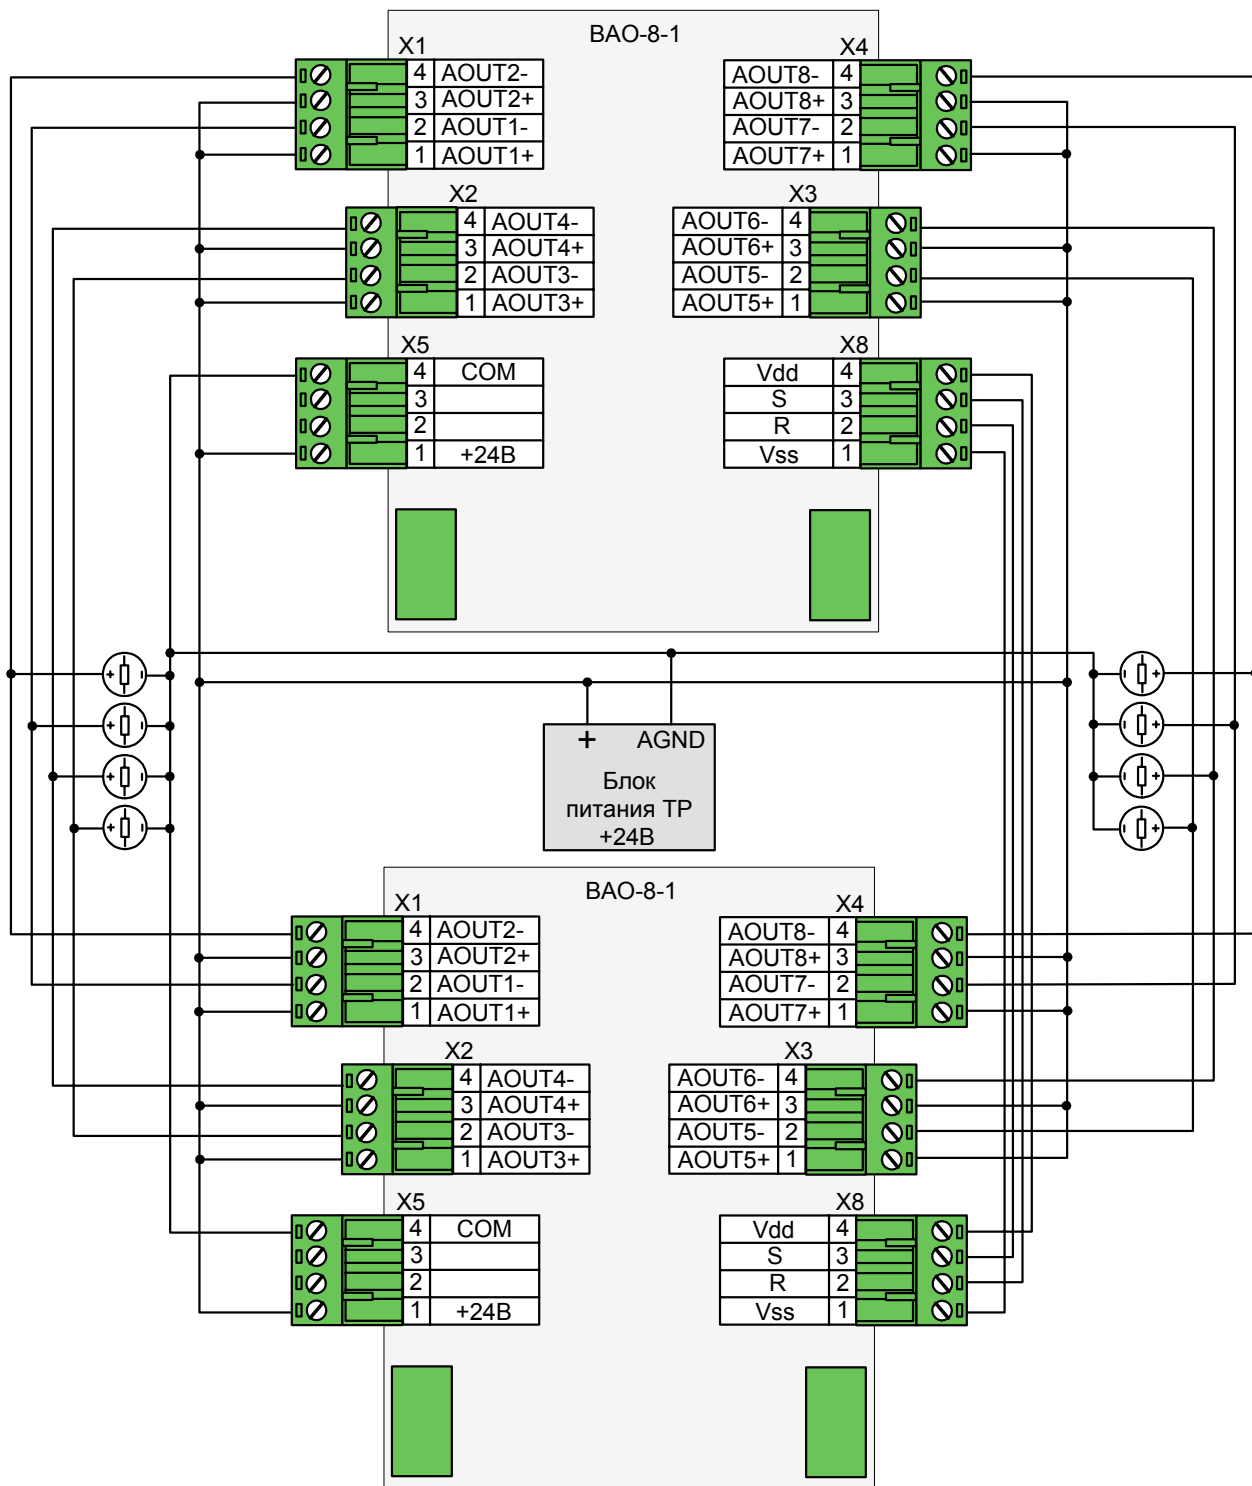 BAO-8-1
X1
4 AOUT2-
3 AOUT2+
2 AOUT1-
1 AOUT1+
X4
AOUT8- 4
AOUT8+ 3
AOUT7- 2
AOUT7+ 1
X2
4 AOUT4-
3 AOUT4+
2 AOUT3-
1 AOUT3+
X3
AOUT6- 4
AOUT6+ 3
AOUT5- 2
AOUT5+ 1
X5
4 COM
3
2
1 +24В
X8
Vdd 4
S 3
R 2
Vss 1
+ AGND
Блок
питания ТР
+24В
BAO-8-1
X1
4 AOUT2-
3 AOUT2+
2 AOUT1-
1 AOUT1+
X4
AOUT8- 4
AOUT8+ 3
AOUT7- 2
AOUT7+ 1
X2
4 AOUT4-
3 AOUT4+
2 AOUT3-
1 AOUT3+
X3
AOUT6- 4
AOUT6+ 3
AOUT5- 2
AOUT5+ 1
X5
4 COM
3
2
1 +24В
X8
Vdd 4
S 3
R 2
Vss 1